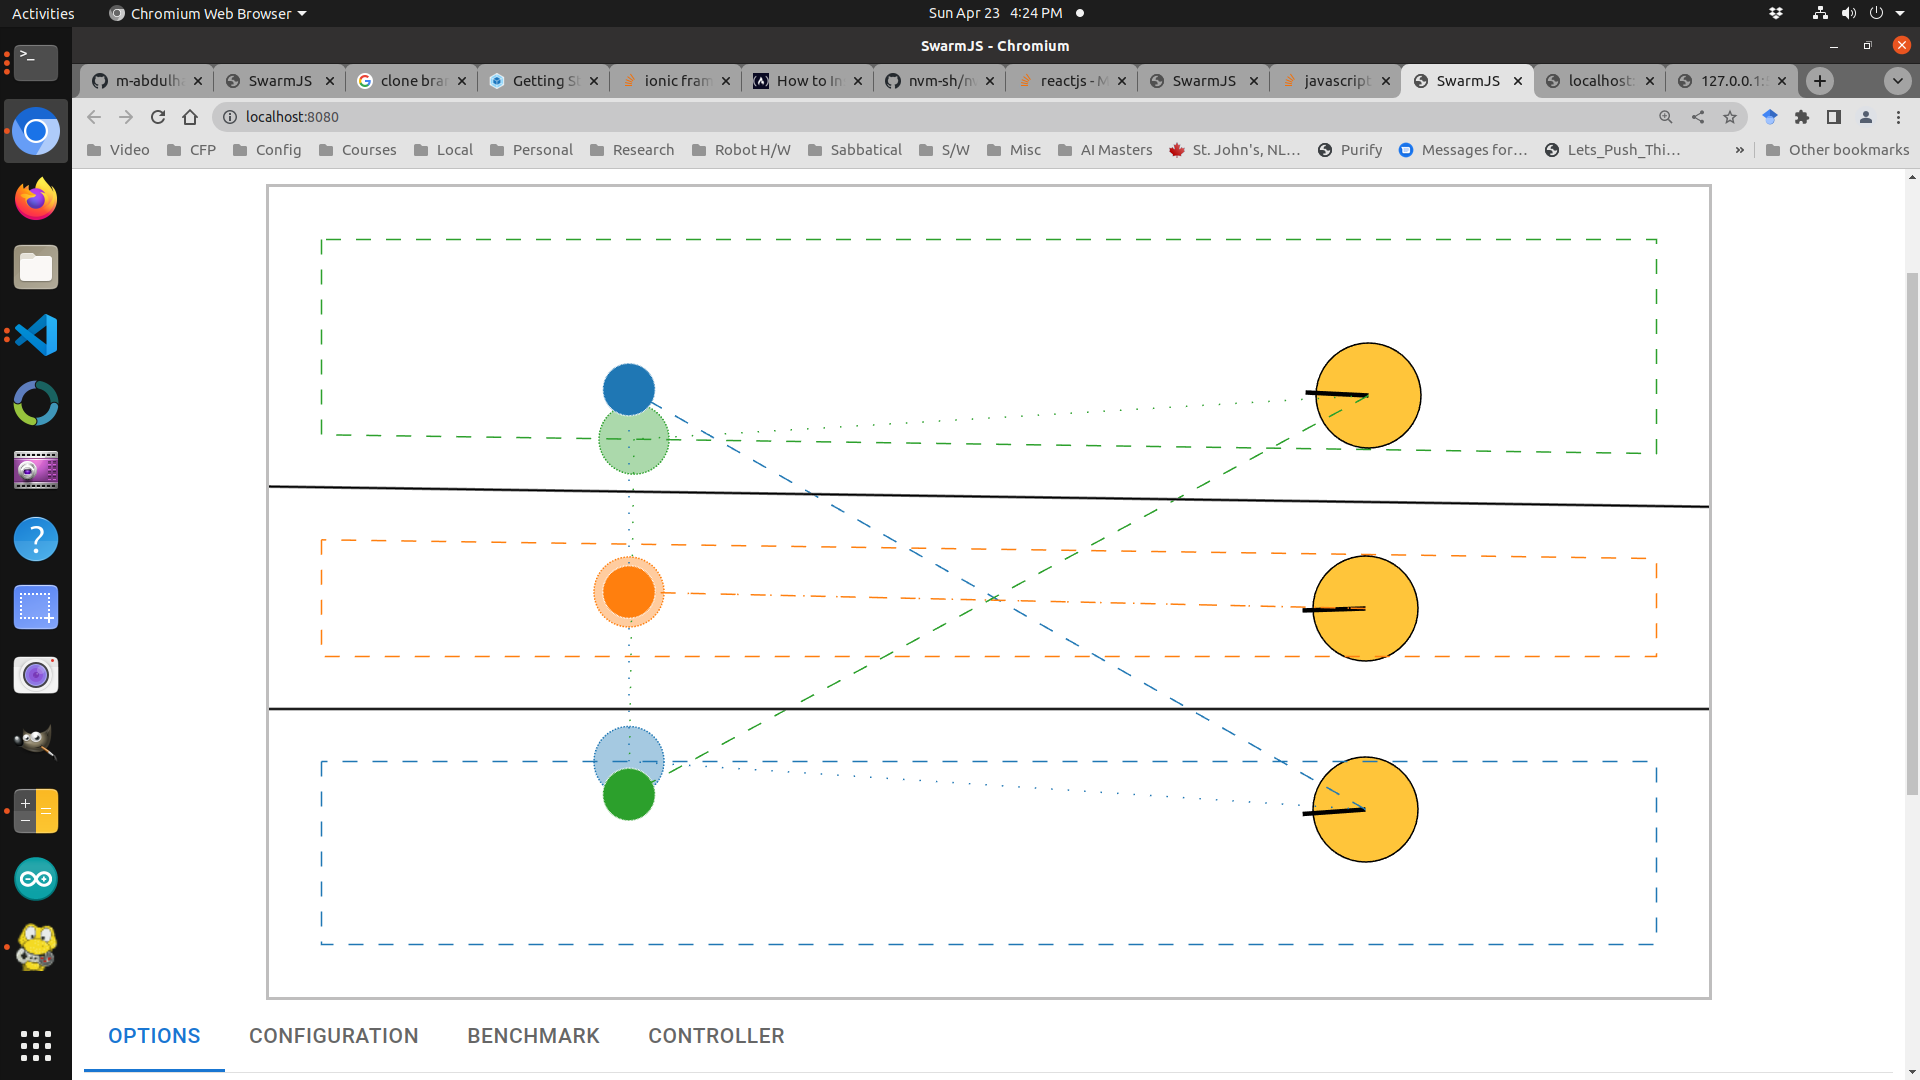 Activities
Chromium Web Browser
Sun Apr 23 4:24 PM
SwarmJS - Chromium
m-abdulh
SwarmJS
clone bra
Getting S
ionic fram
How to In
nvm-sh/nv
reactjs - M
SwarmJS
javascript
SwarmJS
localhost:
127.0.0.1:
localhost:8080
Video
CFP
Config
Courses
Local
Personal
Research
Robot H/W
Sabbatical
S/W
Misc
AI Masters
St. John's, NL...
Purify
Messages for...
Lets_Push_Thi...
»
Other bookmarks
OPTIONS
CONFIGURATION
BENCHMARK
CONTROLLER